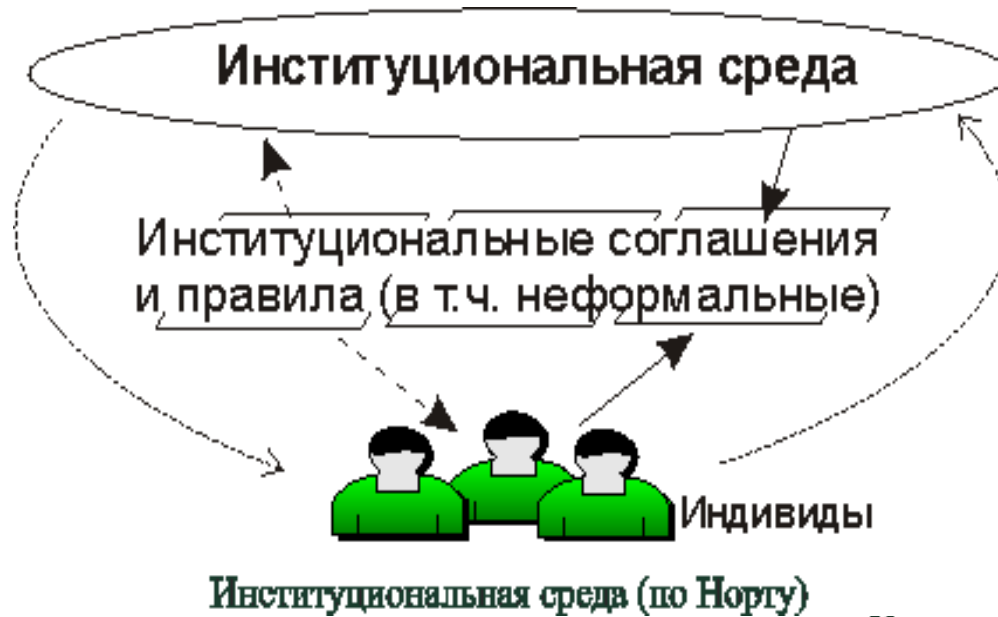 Институциональная среда
Институциональные соглашения
и правила (в т.ч. неформальные)
Индивиды
Институциональная среда (по Норту)